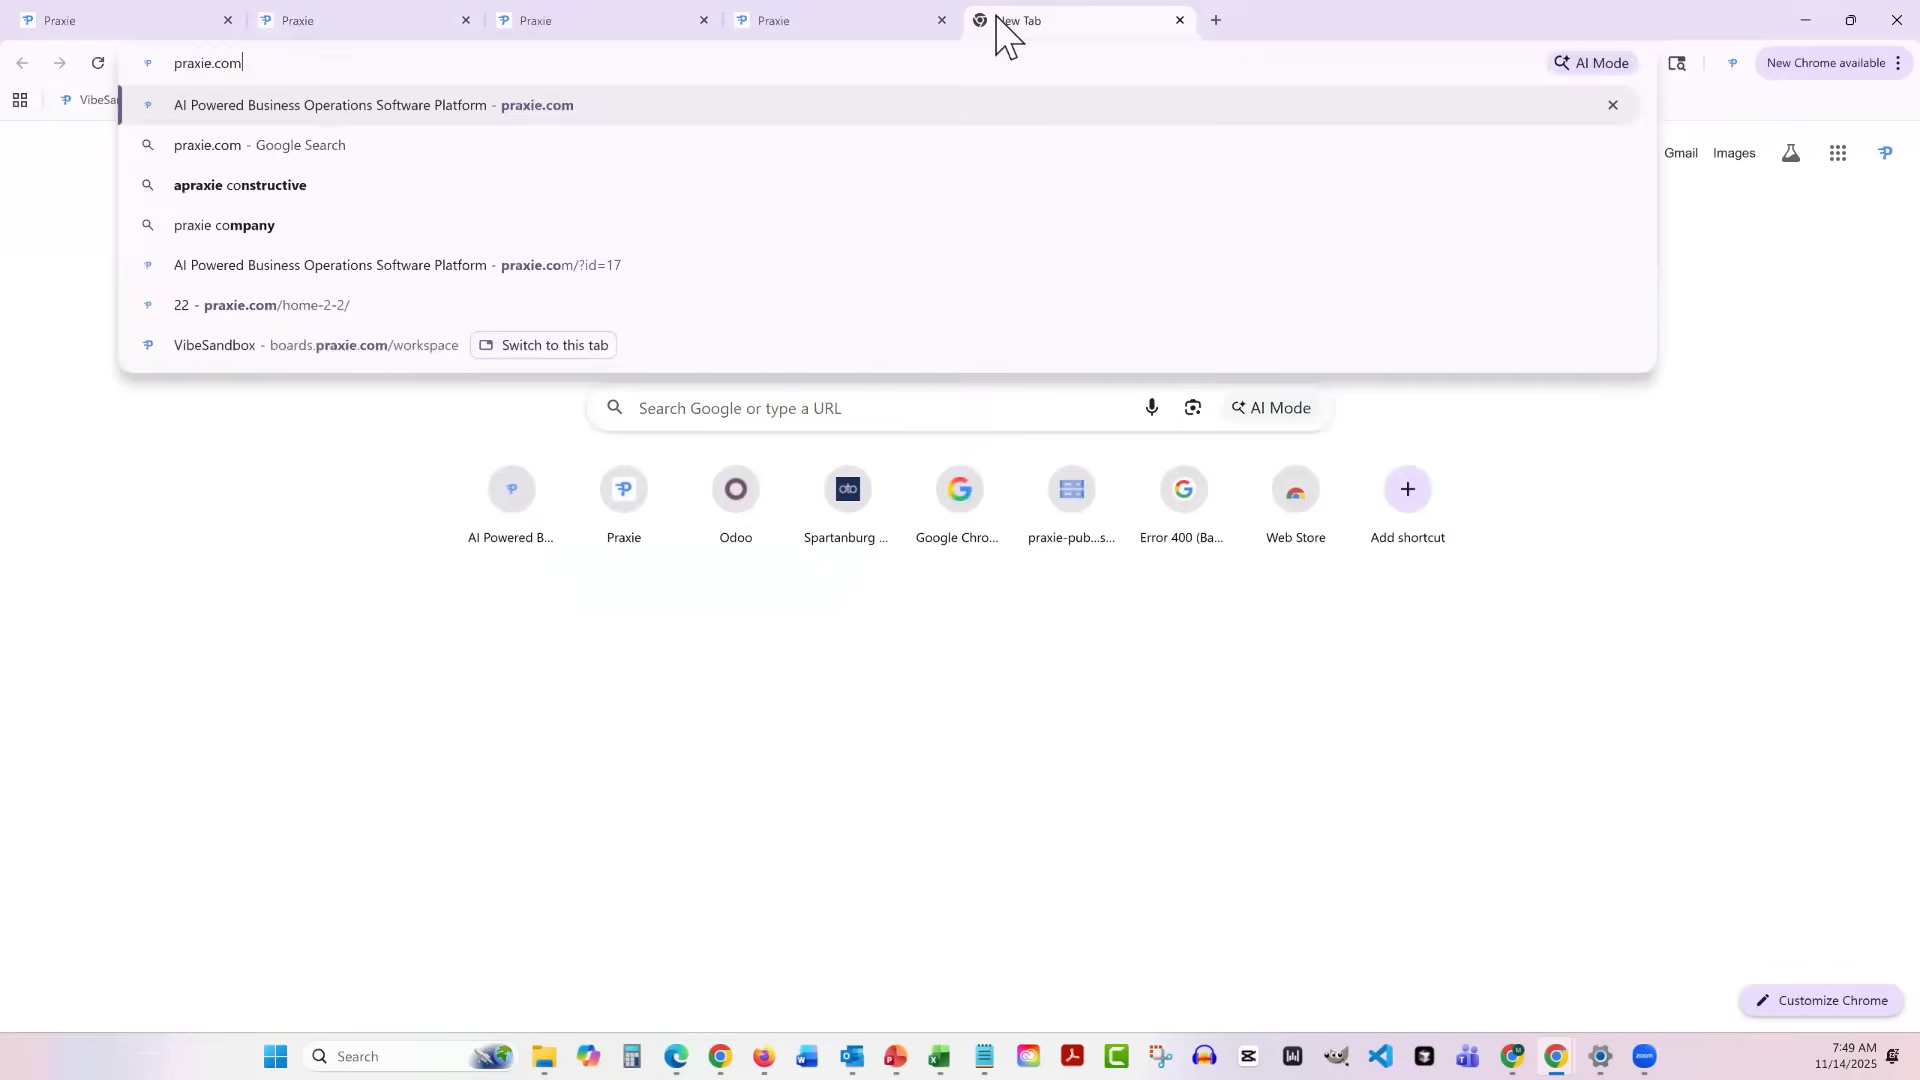 Praxie
Praxie
Praxie
Praxie
New Tab
praxie.com
AI Mode
New Chrome available
VibeSan
AI Powered Business Operations Software Platform - praxie.com
praxie.com - Google Search
apraxie constructive
praxie company
AI Powered Business Operations Software Platform - praxie.com/?id=17
22 - praxie.com/home-2-2/
VibeSandbox - boards.praxie.com/workspace
Switch to this tab
Gmail
Images
Search Google or type a URL
AI Mode
AI Powered B...
Praxie
Odoo
Spartanburg ...
Google Chro...
praxie-pub...s...
Error 400 (Ba...
Web Store
Add shortcut
Customize Chrome
Search
zoom
7:49 AM
11/14/2025